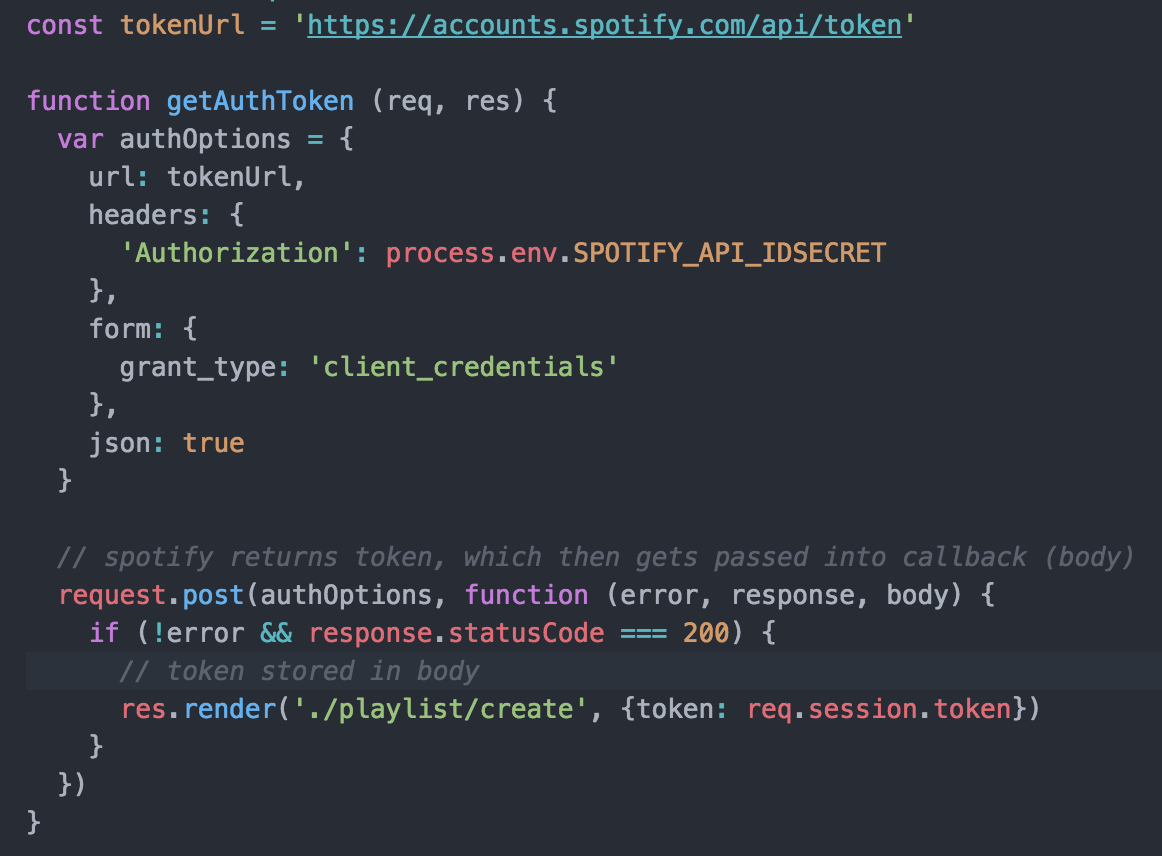 const tokenUrl = 'https://accounts.spotify.com/api/token'

function getAuthToken (req, res) {
  var authOptions = {
    url: tokenUrl,
    headers: {
      'Authorization': process.env.SPOTIFY_API_IDSECRET
    },
    form: {
      grant_type: 'client_credentials'
    },
    json: true
  }

  // spotify returns token, which then gets passed into callback (body)
  request.post(authOptions, function (error, response, body) {
    if (!error && response.statusCode === 200) {
      // token stored in body
      res.render('./playlist/create', {token: req.session.token})
    }
  })
}